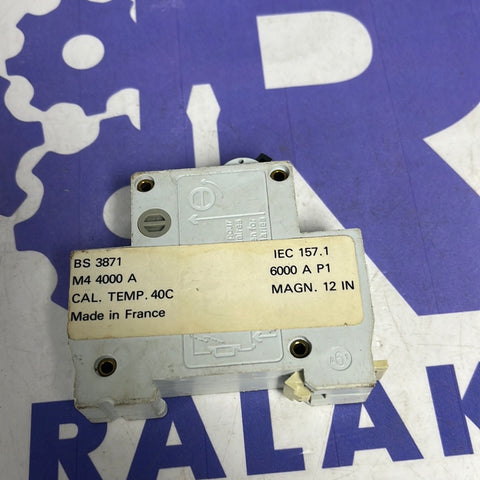 R
BS 3871
M4 4000 A
CAL. TEMP. 40C
Made in France
IEC 157.1
6000 A P1
MAGN. 12 IN
RALAK